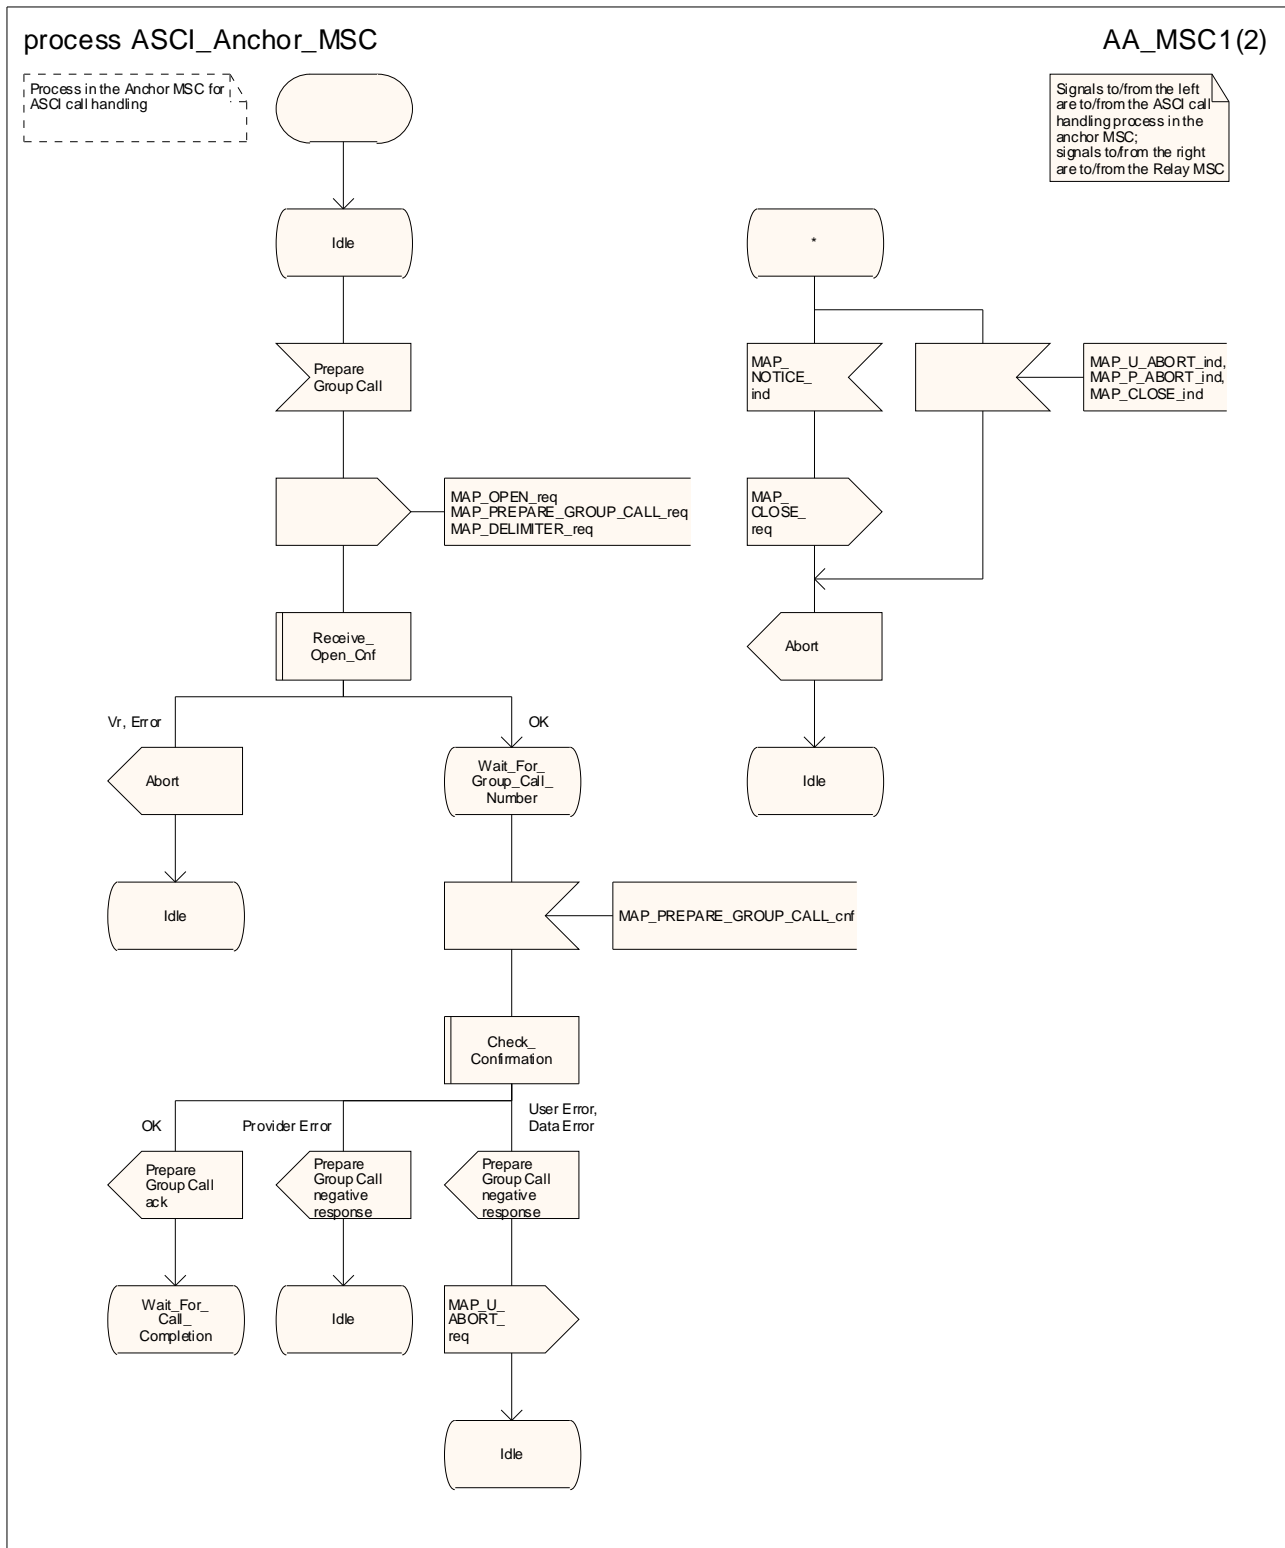 process ASCI_Anchor_MSC
AA_MSC1(2)
Process in the Anchor MSC for
ASCI call handling
Signals to/from the left
are to/from the ASCI call
handling process in the
anchor MSC;
signals to/from the right
are to/from the Relay MSC
Idle
*
Prepare
Group Call
MAP_
NOTICE_
ind
MAP_U_ABORT_ind,
MAP_P_ABORT_ind,
MAP_CLOSE_ind
MAP_OPEN_req
MAP_PREPARE_GROUP_CALL_req
MAP_DELIMITER_req
MAP_
CLOSE_
req
Receive_
Open_Cnf
Abort
Vr, Error
OK
Abort
Wait_For_
Group_Call_
Number
Idle
Idle
MAP_PREPARE_GROUP_CALL_cnf
Check_
Confirmation
OK
Provider Error
User Error,
Data Error
Prepare
Group Call
ack
Prepare
Group Call
negative
response
Prepare
Group Call
negative
response
Wait_For_
Call_
Completion
Idle
MAP_U_
ABORT_
req
Idle